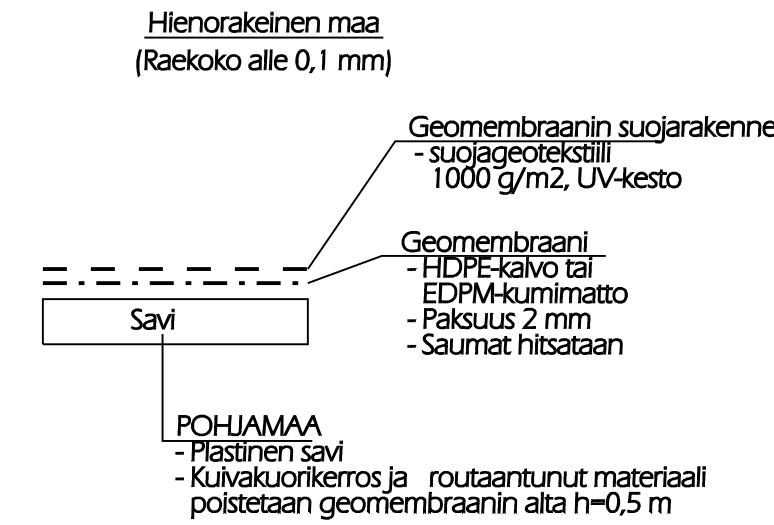 Hienorakeinen maa
(Raekoko alle 0,1 mm)
Geomembraanin suojarakenne
- suojageotekstiili
1000 g/m2, UV-kesto
Geomembraani
- HDPE-kalvo tai
EDPM-kumimatto
- Paksuus 2 mm
- Saumat hitsataan
Savi
POHJAMAA
- Plastinen savi
- Kuivakuorikerros ja routaantunut materiaali
poistetaan geomembraanin alta h=0,5 m